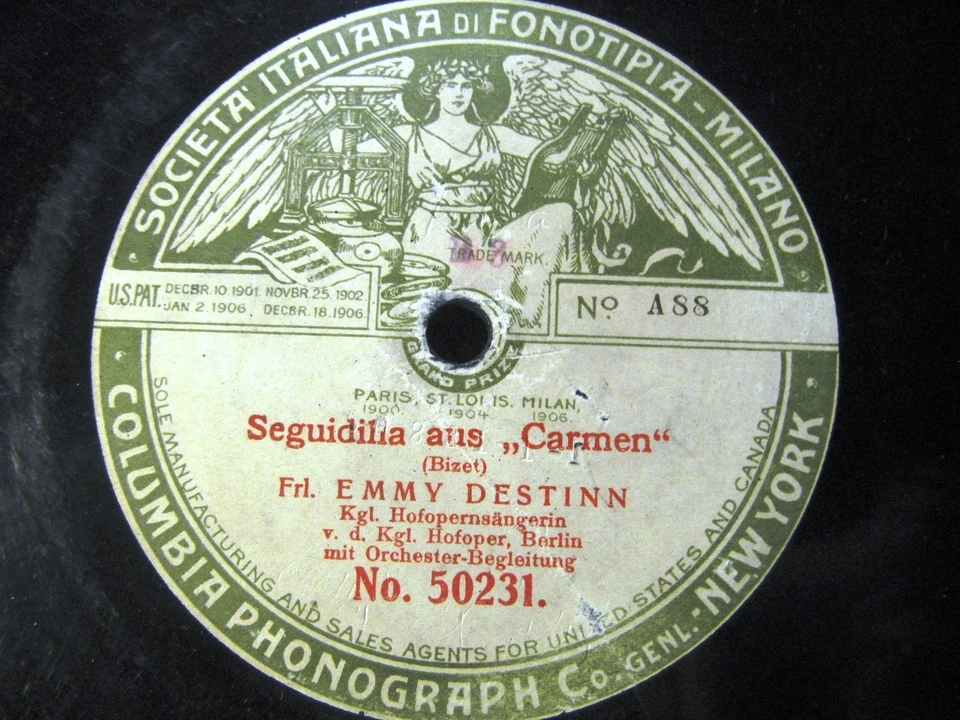 SOCIETA' ITALIANA DI FONOTIPIA - MILANO
TRADE MARK.
U.S.PAT. DECBR. 10. 1901. NOVBR. 25. 1902.
JAN 2. 1906. DECBR. 18. 1906.
No. A88
GRAND PRIZE
PARIS, ST. LOUIS. MILAN,
1900. 1904. 1906.
Seguidilla aus „Carmen“
(Bizet)
Frl. EMMY DESTINN
Kgl. Hofopernsängerin
v. d. Kgl. Hofoper, Berlin
mit Orchester-Begleitung
No. 50231.
SOLE MANUFACTURING AND SALES AGENTS FOR UNITED STATES AND CANADA
COLUMBIA PHONOGRAPH Co. GENL. - NEW YORK